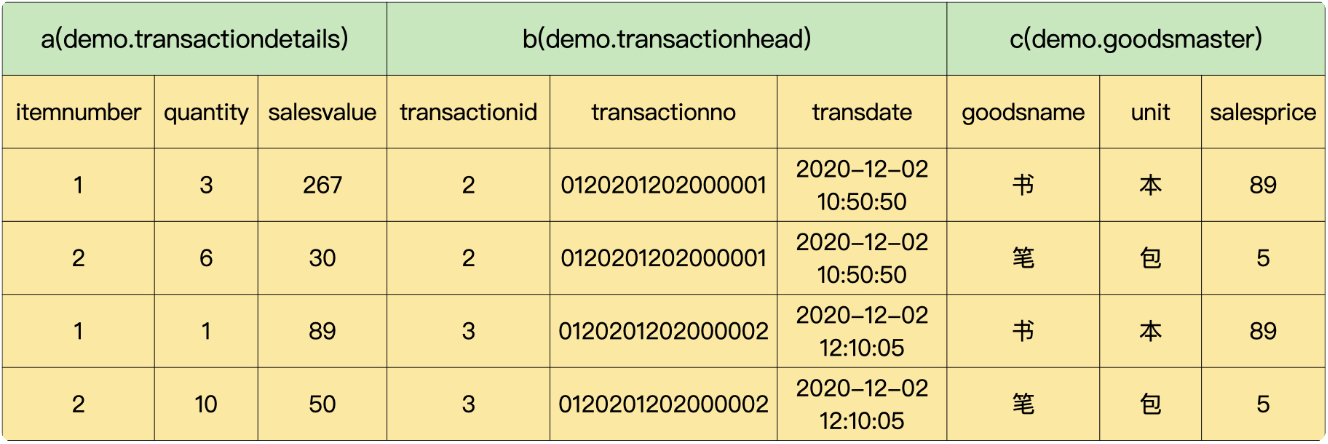 a(demo.transactiondetails) b(demo.transactionhead) c(demo.goodsmaster)
itemnumber quantity salesvalue transactionid transactionno transdate goodsname unit salesprice
1 3 267 2 0120201202000001 2020-12-02 10:50:50 书 本 89
2 6 30 2 0120201202000001 2020-12-02 10:50:50 笔 包 5
1 1 89 3 0120201202000002 2020-12-02 12:10:05 书 本 89
2 10 50 3 0120201202000002 2020-12-02 12:10:05 笔 包 5